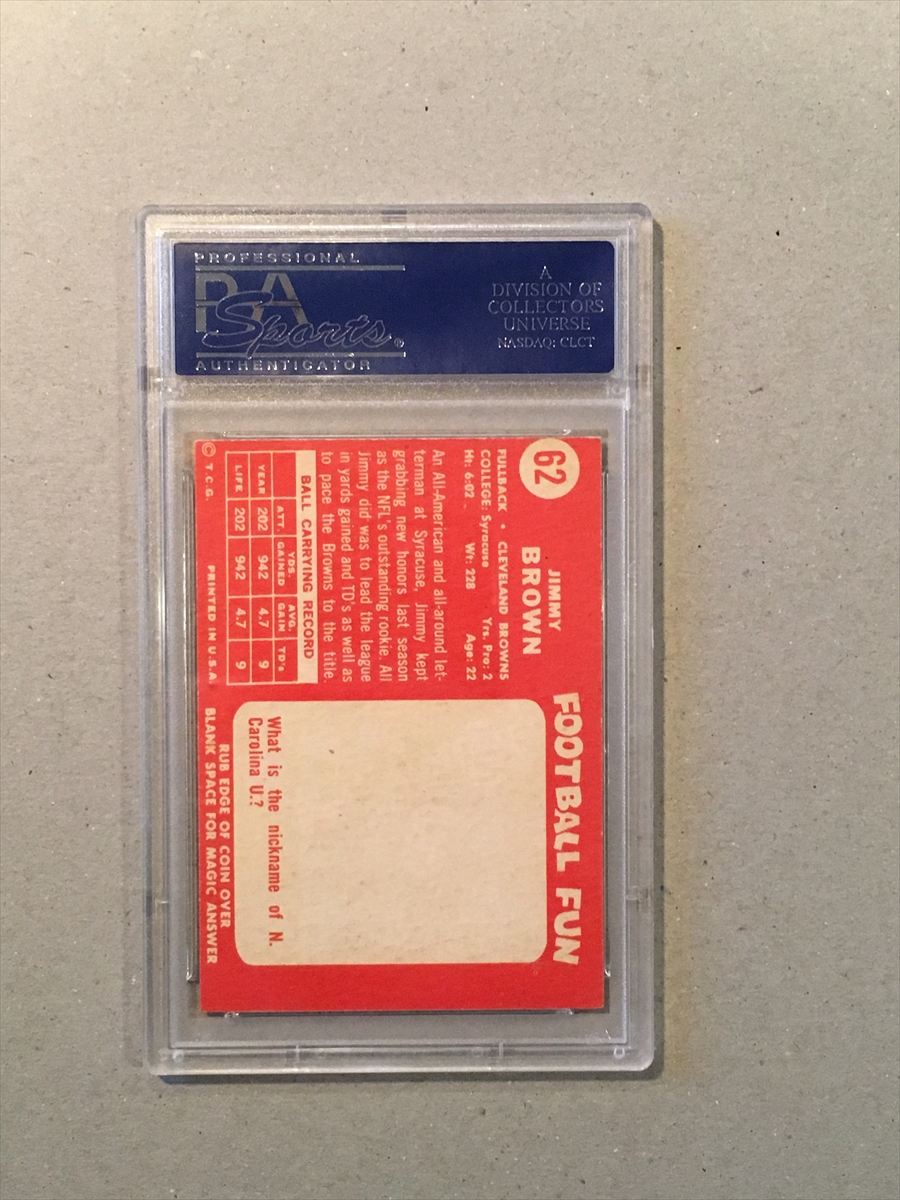 PROFESSIONAL
PSA
Sports®
AUTHENTICATOR
A
DIVISION OF
COLLECTORS
UNIVERSE
NASDAQ: CLCT
62
JIMMY
BROWN
FULLBACK • CLEVELAND BROWNS
COLLEGE: Syracuse Yrs. Pro: 2
Ht: 6:02 Wt: 228 Age: 22
An All-American and all-around let-
terman at Syracuse, Jimmy kept
grabbing new honors last season
as the NFL's outstanding rookie. All
Jimmy did was to lead the league
in yards gained and TD's as well as
to pace the Browns to the title.
BALL CARRYING RECORD
ATT. YDS. GAINED AVG. GAIN TD's
YEAR 202 942 4.7 9
LIFE 202 942 4.7 9
© T.C.G. PRINTED IN U.S.A.
FOOTBALL FUN
What is the nickname of N.
Carolina U.?
RUB EDGE OF COIN OVER
BLANK SPACE FOR MAGIC ANSWER